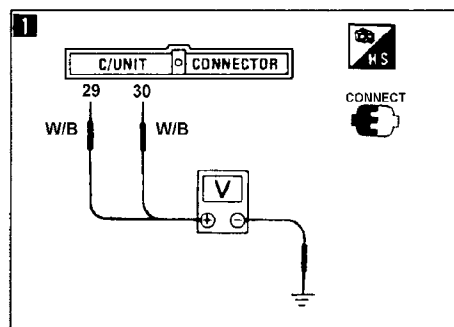 1
C/UNIT CONNECTOR
HS
29 30
CONNECT
W/B W/B
V
+ −